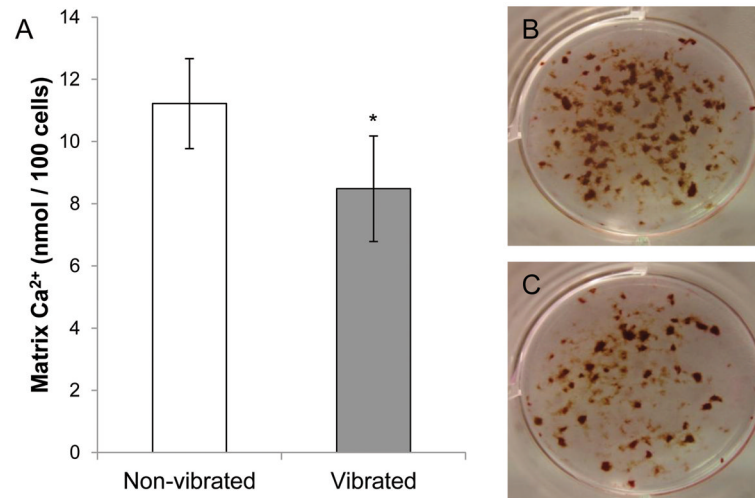 A
Matrix Ca²⁺ (nmol / 100 cells)
14
12
10
8
6
4
2
0
*
Non-vibrated
Vibrated
B
C